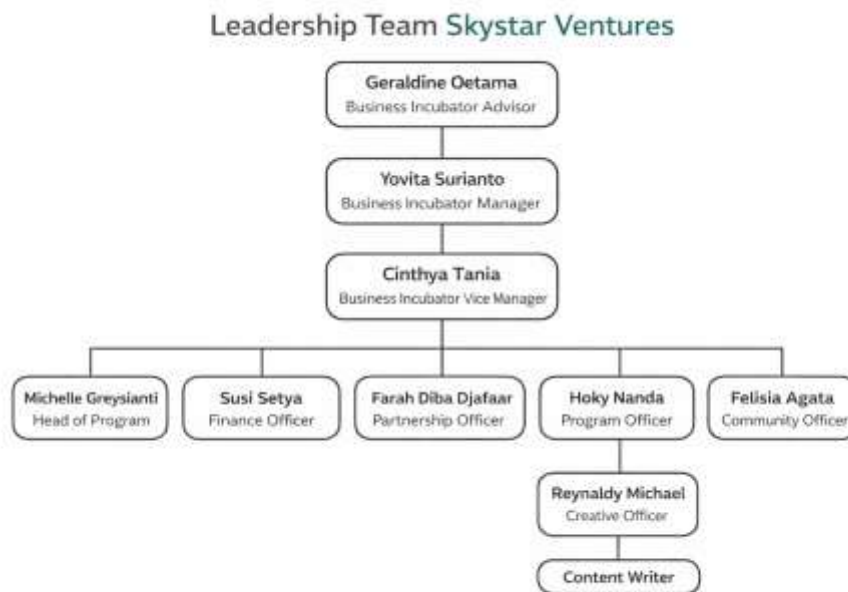 Leadership Team Skystar Ventures
Geraldine Oetama
Business Incubator Advisor
Yovita Surianto
Business Incubator Manager
Cinthya Tania
Business Incubator Vice Manager
Michelle Greysianti
Head of Program
Susi Setya
Finance Officer
Farah Diba Djafaar
Partnership Officer
Hoky Nanda
Program Officer
Felisia Agata
Community Officer
Reynaldy Michael
Creative Officer
Content Writer